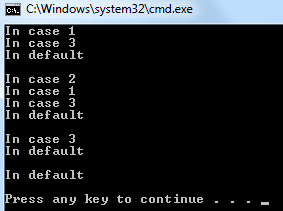 C:\Windows\system32\cmd.exe
In case 1
In case 3
In default
In case 2
In case 1
In case 3
In default
In case 3
In default
In default
Press any key to continue . . . _